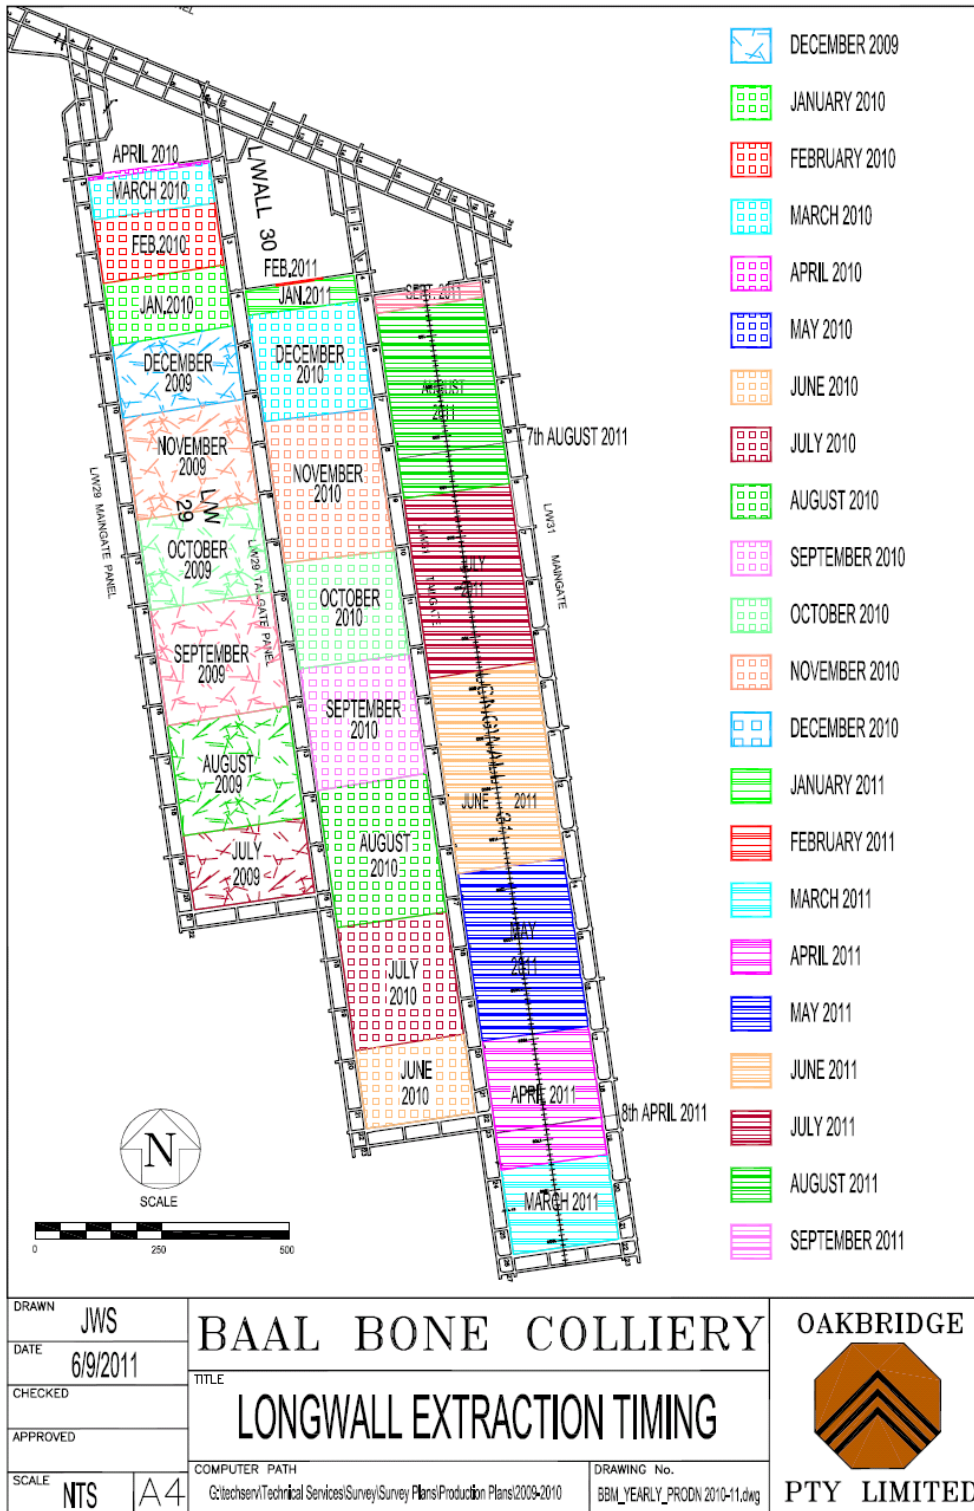 DECEMBER 2009
JANUARY 2010
FEBRUARY 2010
MARCH 2010
APRIL 2010
MAY 2010
JUNE 2010
JULY 2010
AUGUST 2010
SEPTEMBER 2010
OCTOBER 2010
NOVEMBER 2010
DECEMBER 2010
JANUARY 2011
FEBRUARY 2011
MARCH 2011
APRIL 2011
MAY 2011
JUNE 2011
JULY 2011
AUGUST 2011
SEPTEMBER 2011
APRIL 2010
MARCH 2010
FEB.2010
JAN.2010
DECEMBER
2009
NOVEMBER
2009
L/W
29
OCTOBER
2009
SEPTEMBER
2009
AUGUST
2009
JULY
2009
L/W29 MAINGATE PANEL
L/W29 TAILGATE PANEL
L/WALL 30
FEB.2011
JAN.2011
DECEMBER
2010
NOVEMBER
2010
OCTOBER
2010
SEPTEMBER
2010
AUGUST
2010
JULY
2010
JUNE
2010
SEPT. 2011
AUGUST
2011
7th AUGUST 2011
JULY
2011
L/W31 TAILGATE
L/W31 MAINGATE
LONGWALL 31
JUNE 2011
MAY
2011
APRIL 2011
8th APRIL 2011
MARCH 2011
N
SCALE
0 250 500
DRAWN JWS
DATE 6/9/2011
CHECKED
APPROVED
SCALE NTS A4
BAAL BONE COLLIERY
TITLE
LONGWALL EXTRACTION TIMING
COMPUTER PATH
G:\techserv\Technical Services\Survey\Survey Plans\Production Plans\2009-2010
DRAWING No.
BBM_YEARLY_PRODN 2010-11.dwg
OAKBRIDGE
PTY LIMITED